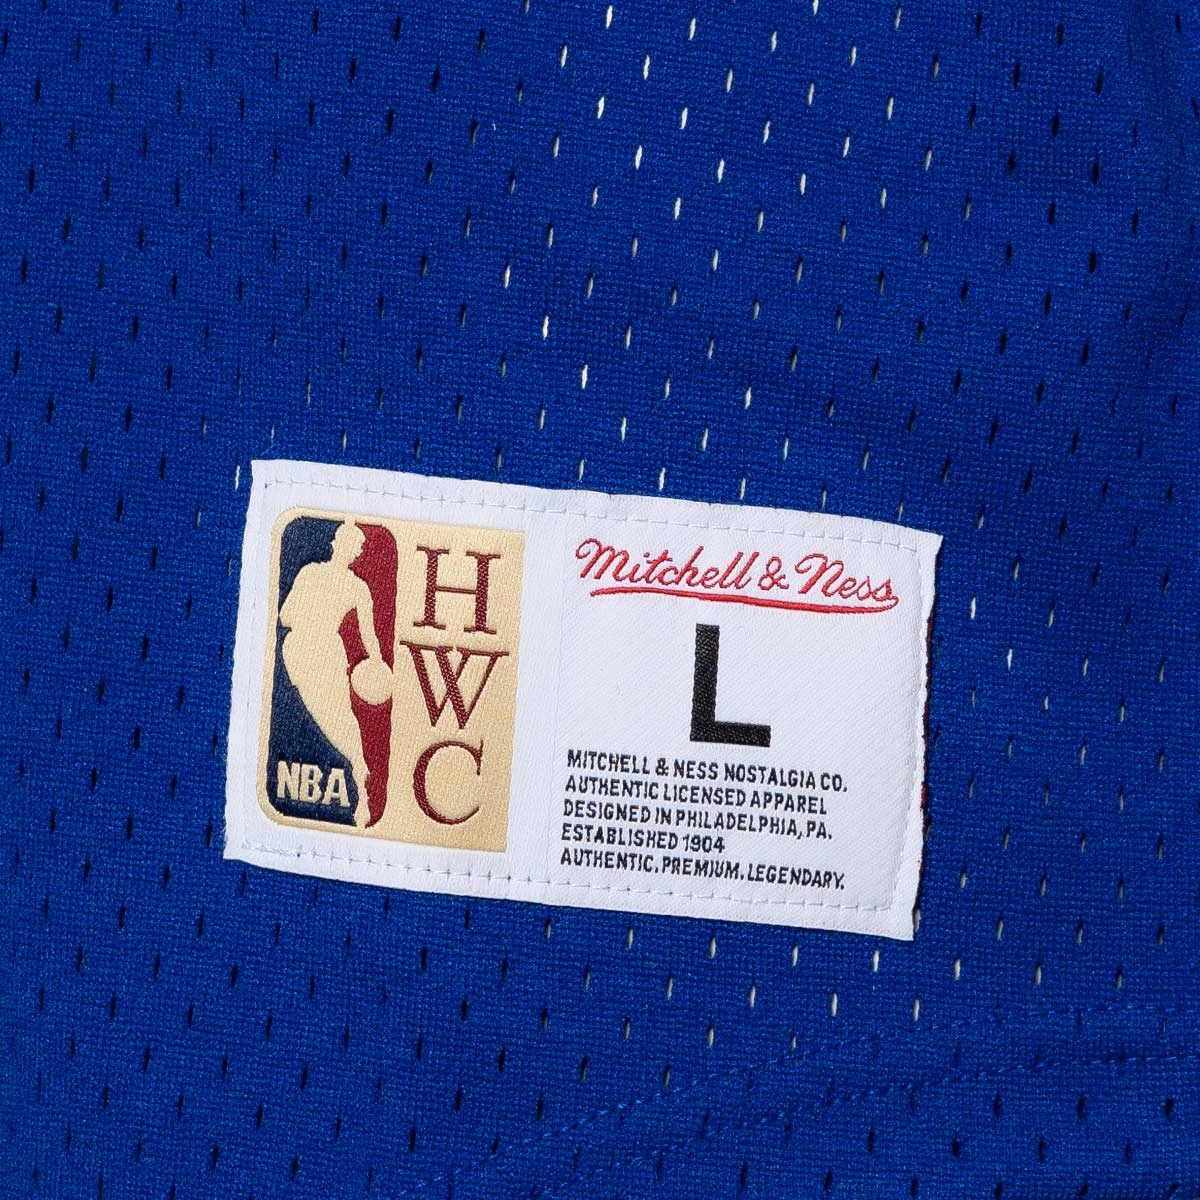 H
W
C
NBA
Mitchell & Ness
L
MITCHELL & NESS NOSTALGIA CO.
AUTHENTIC LICENSED APPAREL
DESIGNED IN PHILADELPHIA, PA.
ESTABLISHED 1904
AUTHENTIC. PREMIUM. LEGENDARY.